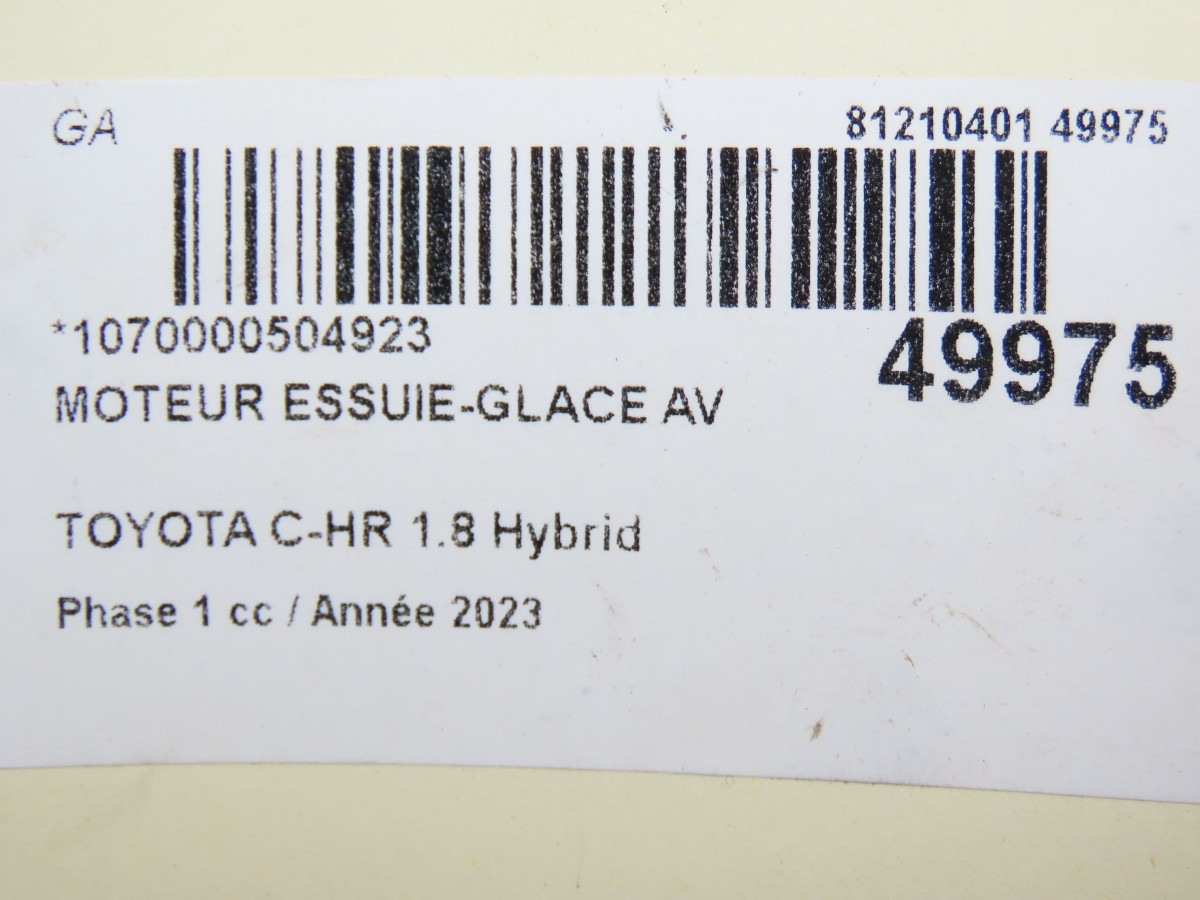 GA
81210401 49975
*1070000504923
49975
MOTEUR ESSUIE-GLACE AV
TOYOTA C-HR 1.8 Hybrid
Phase 1 cc / Année 2023